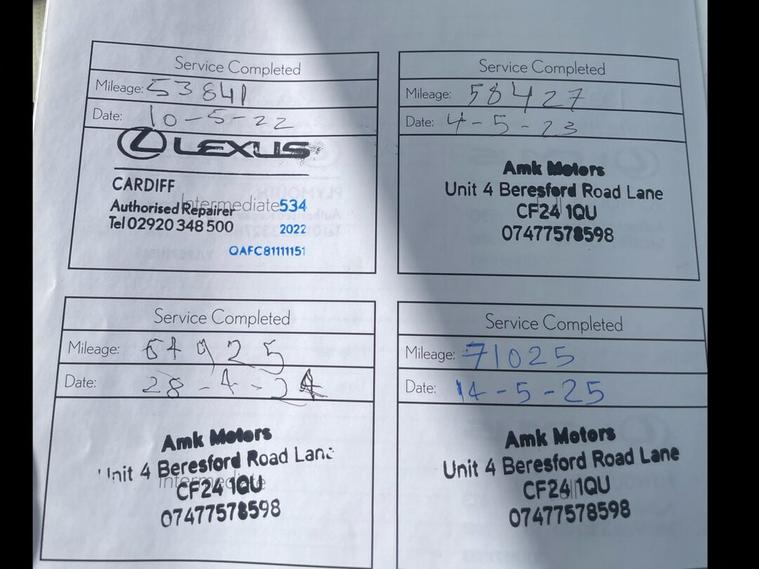 Service Completed
Mileage: 53841
Date: 10-5-22
LEXUS
CARDIFF
Intermediate 534
Authorised Repairer
Tel 02920 348 500
2022
QAFC81111151
Service Completed
Mileage: 58427
Date: 4-5-23
Amk Motors
Unit 4 Beresford Road Lane
CF24 1QU
07477578598
Service Completed
Mileage: 64925
Date: 28-4-24
Amk Motors
Unit 4 Beresford Road Lane
Intermediate
CF24 1QU
07477578598
Service Completed
Mileage: 71025
Date: 14-5-25
Amk Motors
Unit 4 Beresford Road Lane
CF24 1QU
07477578598